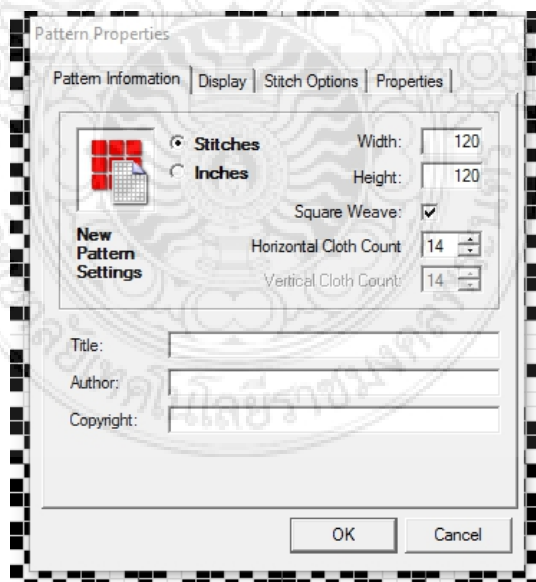 Pattern Properties
Pattern Information Display Stitch Options Properties
Stitches Width: 120
Inches Height: 120
Square Weave:
New Pattern Settings
Horizontal Cloth Count 14
Vertical Cloth Count: 14
Title:
Author:
Copyright:
OK Cancel